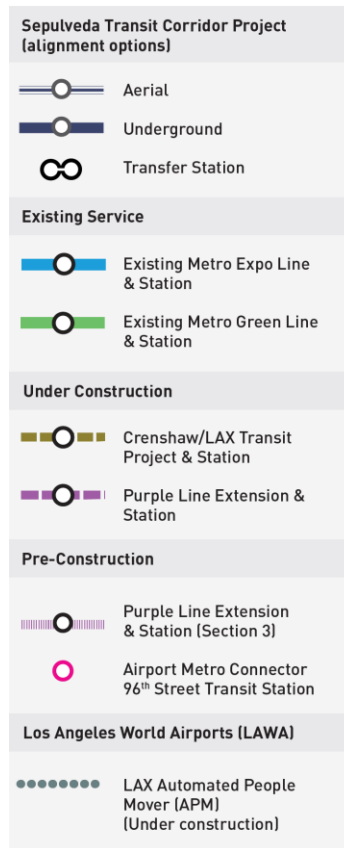 Sepulveda Transit Corridor Project
(alignment options)
Aerial
Underground
Transfer Station
Existing Service
Existing Metro Expo Line
& Station
Existing Metro Green Line
& Station
Under Construction
Crenshaw/LAX Transit
Project & Station
Purple Line Extension &
Station
Pre-Construction
Purple Line Extension
& Station (Section 3)
Airport Metro Connector
96th Street Transit Station
Los Angeles World Airports (LAWA)
LAX Automated People
Mover (APM)
(Under construction)